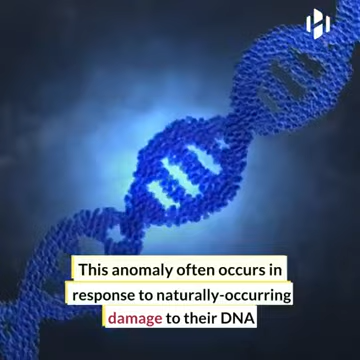 This anomaly often occurs in
response to naturally-occurring
damage to their DNA